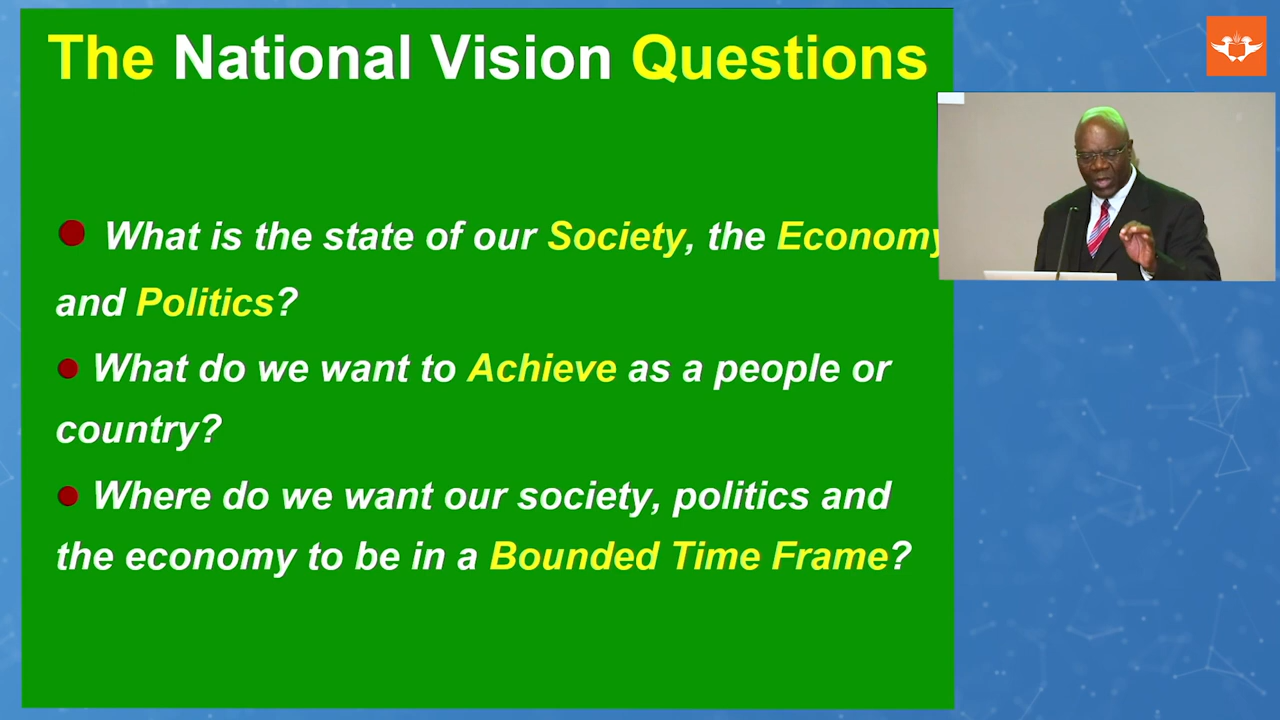 The National Vision Questions
What is the state of our Society, the Economy
and Politics?
What do we want to Achieve as a people or
country?
Where do we want our society, politics and
the economy to be in a Bounded Time Frame?